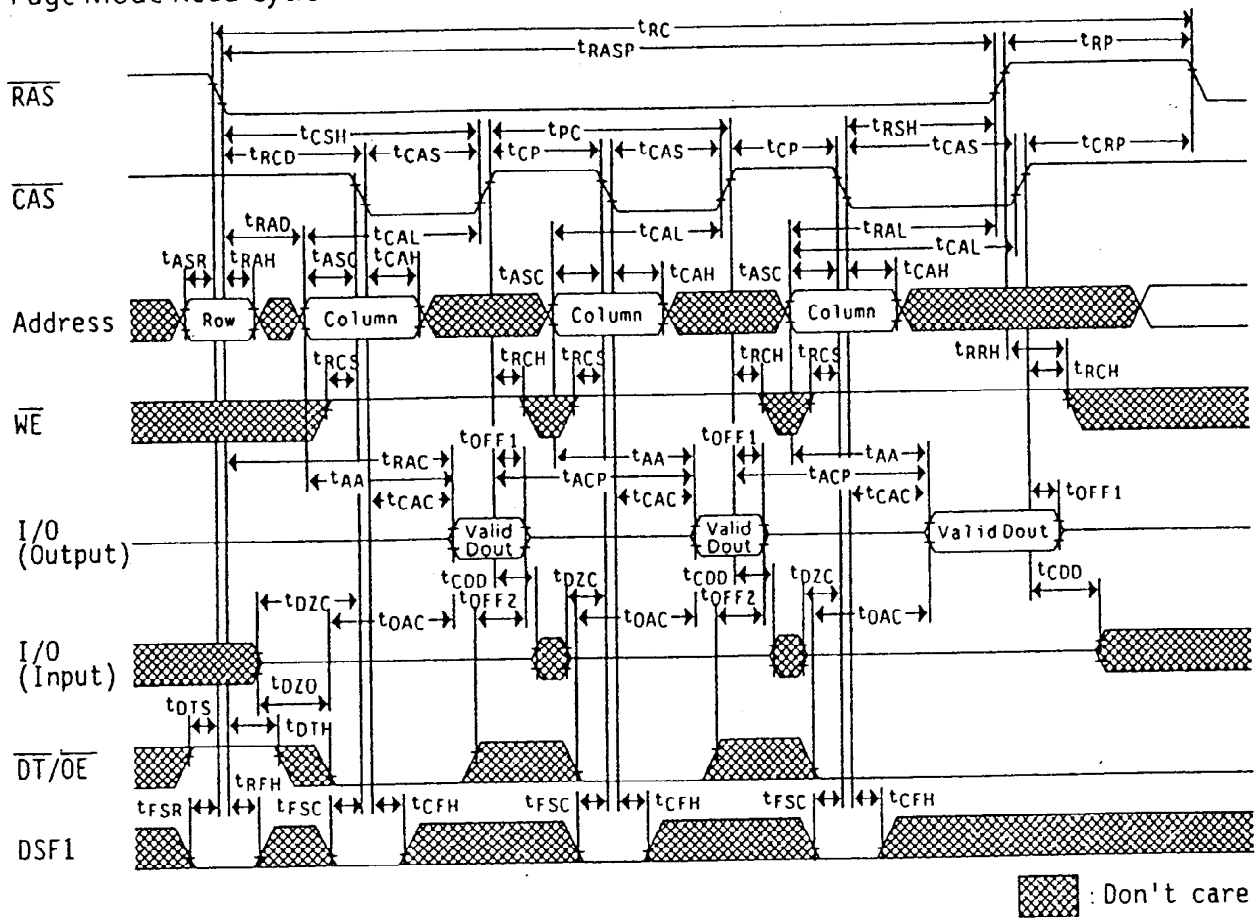 Page Mode Read Cycle
tRC
tRASP
tRP
RAS
tCSH
tPC
tRSH
tRCD
tCAS
tCP
tCAS
tCP
tCAS
tCRP
CAS
tRAD
tCAL
tCAL
tRAL
tCAL
tASR
tRAH
tASC
tCAH
tASC
tCAH
tASC
tCAH
Address
Row
Column
Column
Column
tRRH
tRCS
tRCH
tRCS
tRCH
tRCS
tRCH
WE
tOFF1
tOFF1
tRAC
tAA
tAA
tAA
tACP
tACP
tCAC
tCAC
tCAC
tOFF1
I/O
(Output)
Valid
Dout
Valid
Dout
Valid Dout
tCDD
tDZC
tCDD
tDZC
tCDD
tDZC
tOFF2
tOFF2
tOAC
tOAC
tOAC
I/O
(Input)
tDZO
tDTS
tDTH
DT/OE
tRFH
tFSR
tFSC
tCFH
tFSC
tCFH
tFSC
tCFH
DSF1
: Don't care